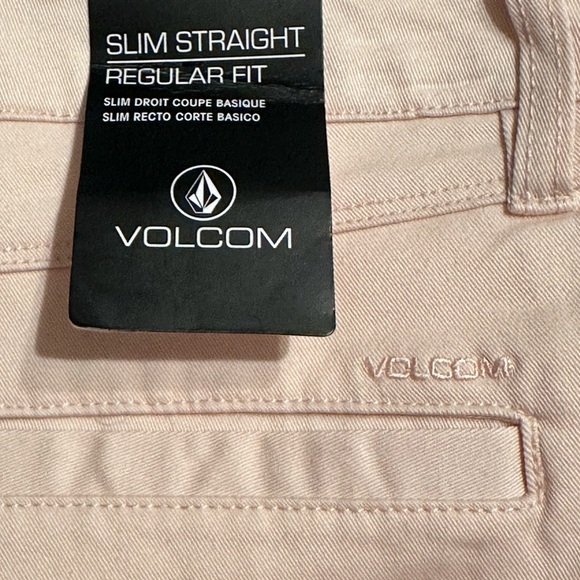 SLIM STRAIGHT
REGULAR FIT
SLIM DROIT COUPE BASIQUE
SLIM RECTO CORTE BASICO
VOLCOM
VOLCOM